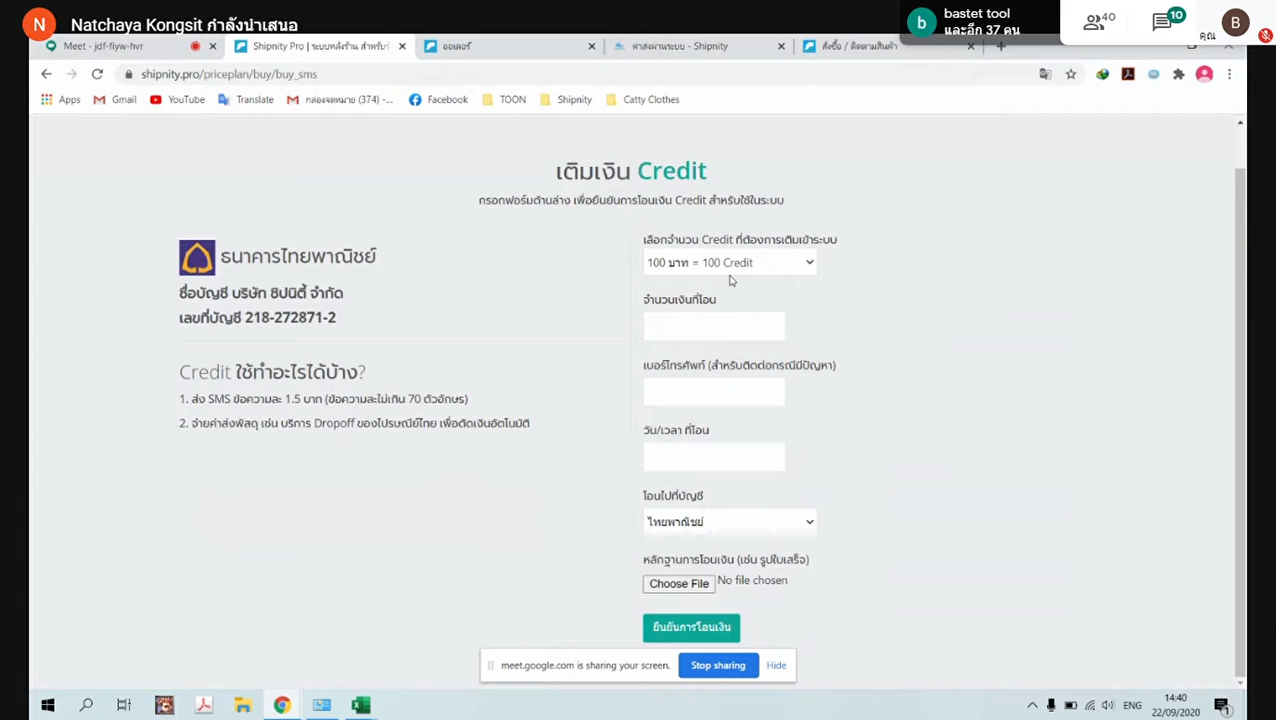 N Natchaya Kongsit กำลังนำเสนอ
b bastet tool
และอีก 37 คน
40
10
คุณ
B
Meet - jdf-fiyw-hvr
Shipnity Pro | ระบบหลังร้าน สำหรับ
ออเดอร์
ค่าส่งผ่านระบบ - Shipnity
สั่งซื้อ / ติดตามสินค้า
shipnity.pro/priceplan/buy/buy_sms
Apps
Gmail
YouTube
Translate
กล่องจดหมาย (374) -...
Facebook
TOON
Shipnity
Catty Clothes
เติมเงิน Credit
กรอกฟอร์มด้านล่าง เพื่อยืนยันการโอนเงิน Credit สำหรับใช้ในระบบ
ธนาคารไทยพาณิชย์
ชื่อบัญชี บริษัท ชิปนิตี้ จำกัด
เลขที่บัญชี 218-272871-2
Credit ใช้ทำอะไรได้บ้าง?
1. ส่ง SMS ข้อความละ 1.5 บาท (ข้อความละไม่เกิน 70 ตัวอักษร)
2. จ่ายค่าส่งพัสดุ เช่น บริการ Dropoff ของไปรษณีย์ไทย เพื่อตัดเงินอัตโนมัติ
เลือกจำนวน Credit ที่ต้องการเติมเข้าระบบ
100 บาท = 100 Credit
จำนวนเงินที่โอน
เบอร์โทรศัพท์ (สำหรับติดต่อกรณีมีปัญหา)
วัน/เวลา ที่โอน
โอนไปที่บัญชี
ไทยพาณิชย์
หลักฐานการโอนเงิน (เช่น รูปใบเสร็จ)
Choose File No file chosen
ยืนยันการโอนเงิน
meet.google.com is sharing your screen.
Stop sharing
Hide
ENG
14:40
22/09/2020
1